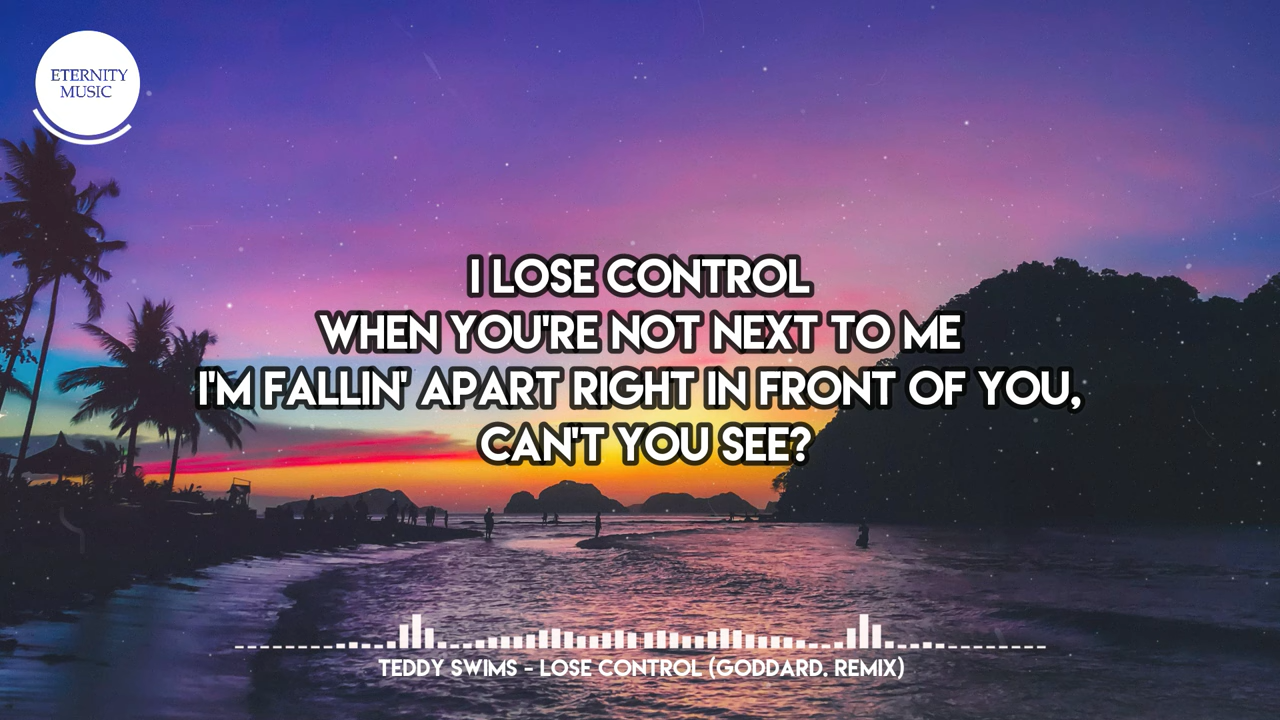 ETERNITY
MUSIC
I LOSE CONTROL
WHEN YOU'RE NOT NEXT TO ME
I'M FALLIN' APART RIGHT IN FRONT OF YOU,
CAN'T YOU SEE?
TEDDY SWIMS - LOSE CONTROL (GODDARD. REMIX)